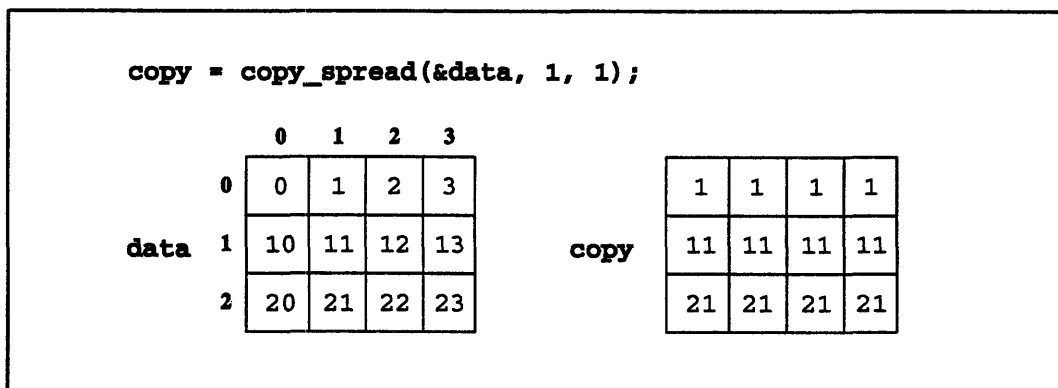 copy = copy_spread(&data, 1, 1);
0 1 2 3
0 0 1 2 3 1 1 1 1
data 1 10 11 12 13 copy 11 11 11 11
2 20 21 22 23 21 21 21 21